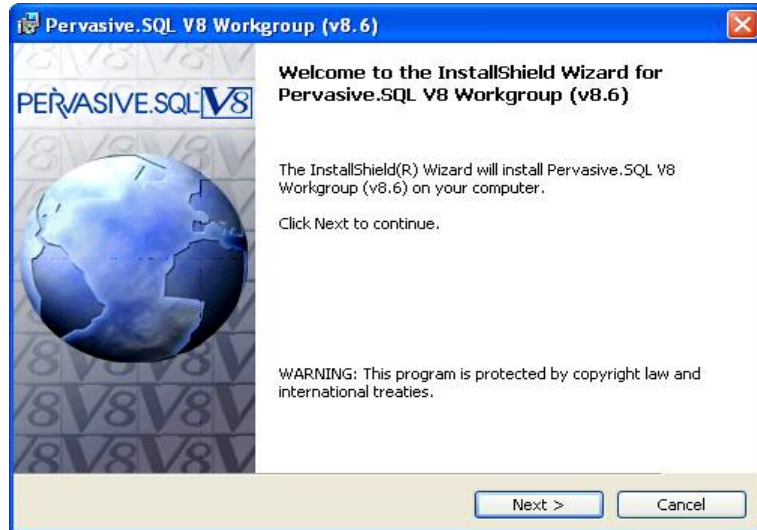 Pervasive.SQL V8 Workgroup (v8.6)
PERVASIVE.SQL V8
Welcome to the InstallShield Wizard for
Pervasive.SQL V8 Workgroup (v8.6)
The InstallShield(R) Wizard will install Pervasive.SQL V8
Workgroup (v8.6) on your computer.
Click Next to continue.
WARNING: This program is protected by copyright law and
international treaties.
Next >
Cancel